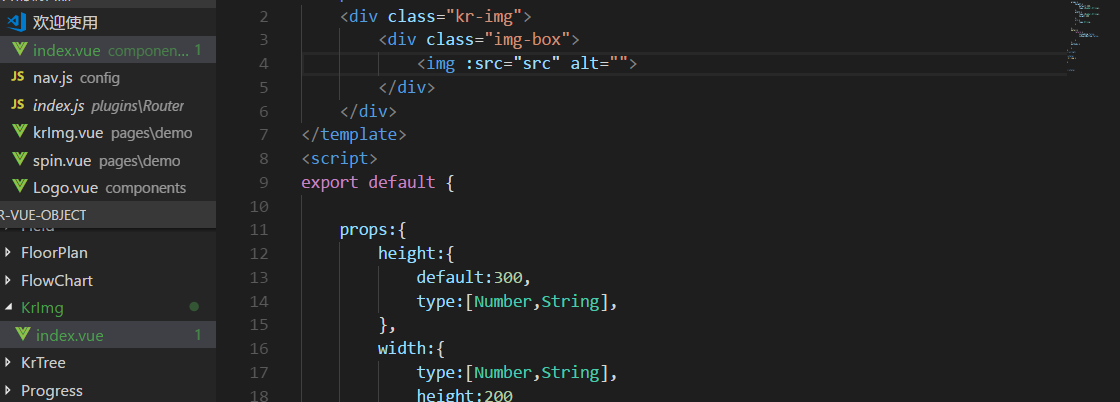 欢迎使用
index.vue componen... 1
JS nav.js config
JS index.js plugins\Router
krImg.vue pages\demo
spin.vue pages\demo
Logo.vue components
R-VUE-OBJECT
Field
FloorPlan
FlowChart
KrImg
index.vue 1
KrTree
Progress
2 <div class="kr-img">
3 <div class="img-box">
4 <img :src="src" alt="">
5 </div>
6 </div>
7 </template>
8 <script>
9 export default {
10
11 props:{
12 height:{
13 default:300,
14 type:[Number,String],
15 },
16 width:{
17 type:[Number,String],
18 height:200